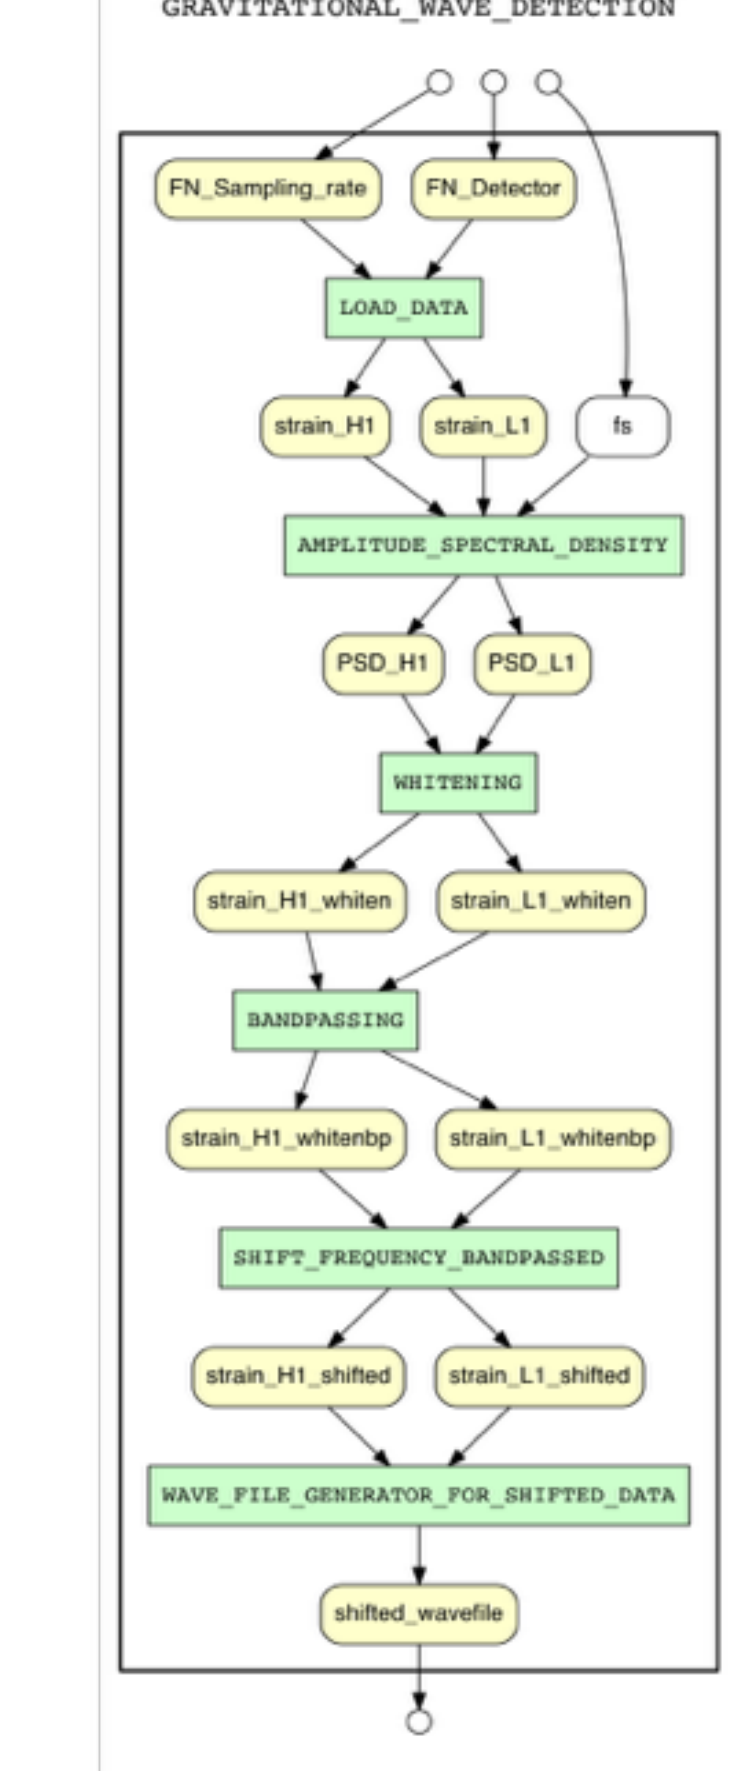 GRAVITATIONAL_WAVE_DETECTION
FN_Sampling_rate FN_Detector
LOAD_DATA
strain_H1 strain_L1 fs
AMPLITUDE_SPECTRAL_DENSITY
PSD_H1 PSD_L1
WHITENING
strain_H1_whiten strain_L1_whiten
BANDPASSING
strain_H1_whitenbp strain_L1_whitenbp
SHIFT_FREQUENCY_BANDPASSED
strain_H1_shifted strain_L1_shifted
WAVE_FILE_GENERATOR_FOR_SHIFTED_DATA
shifted_wavefile